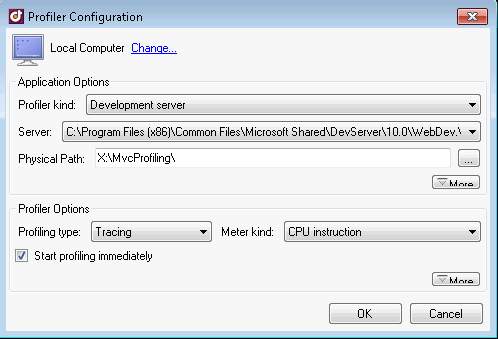 Profiler Configuration
Local Computer Change...
Application Options
Profiler kind: Development server
Server: C:\Program Files (x86)\Common Files\Microsoft Shared\DevServer\10.0\WebDev.\
Physical Path: X:\MvcProfiling\ ...
More
Profiler Options
Profiling type: Tracing Meter kind: CPU instruction
Start profiling immediately
More
OK Cancel